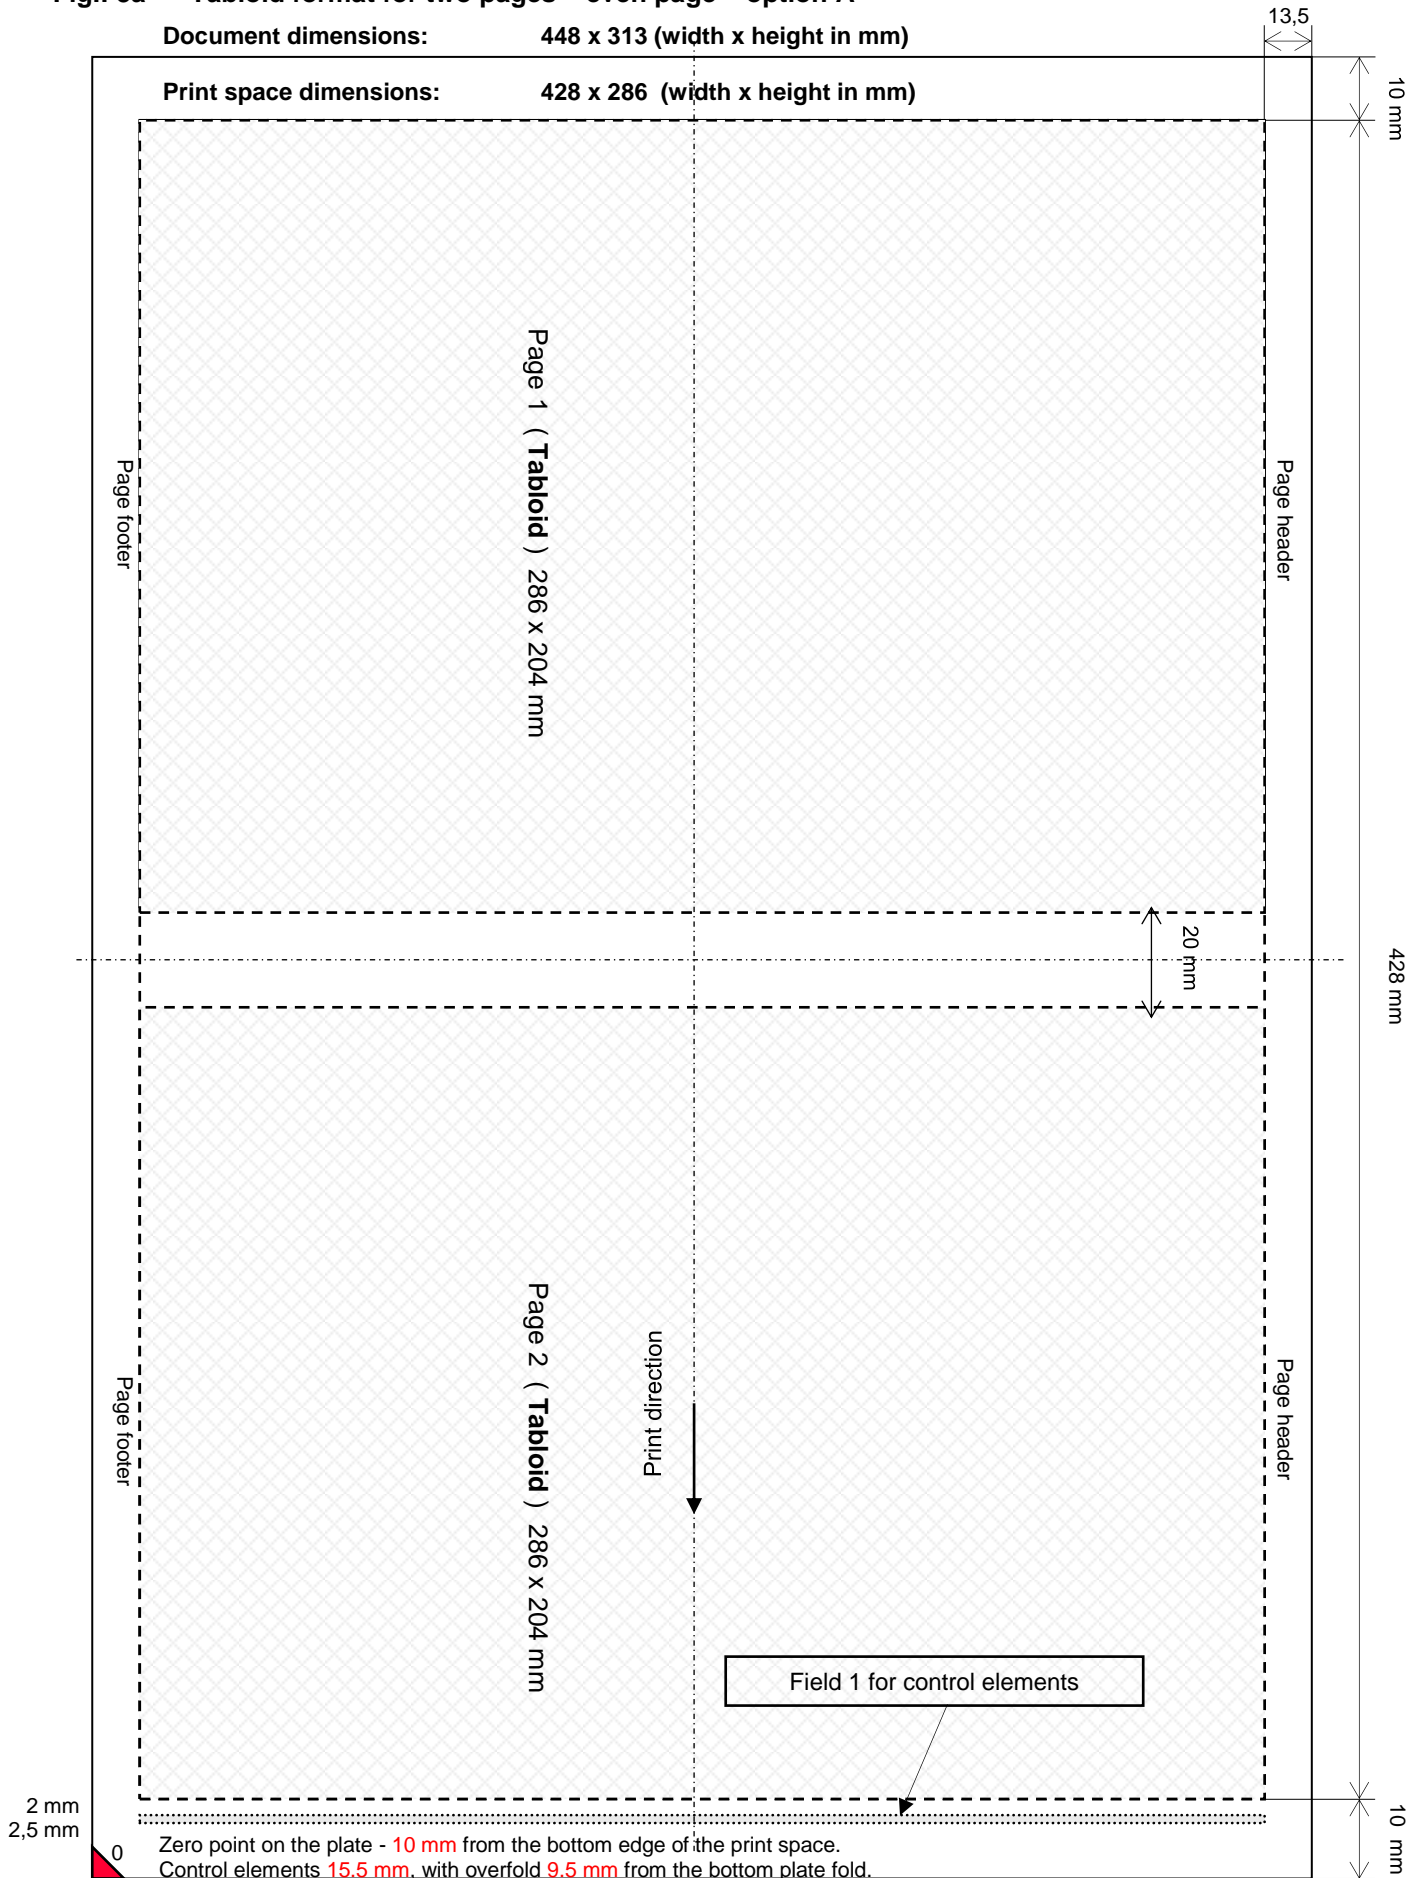 Document dimensions: 448 x 313 (width x height in mm)
13,5
Print space dimensions: 428 x 286 (width x height in mm)
10 mm
Page 1 ( Tabloid ) 286 x 204 mm
Page footer
Page header
20 mm
428 mm
Page 2 ( Tabloid ) 286 x 204 mm
Print direction
Page footer
Page header
Field 1 for control elements
2 mm
2,5 mm
10 mm
0
Zero point on the plate - 10 mm from the bottom edge of the print space.
Control elements 15,5 mm, with overfold 9,5 mm from the bottom plate fold.